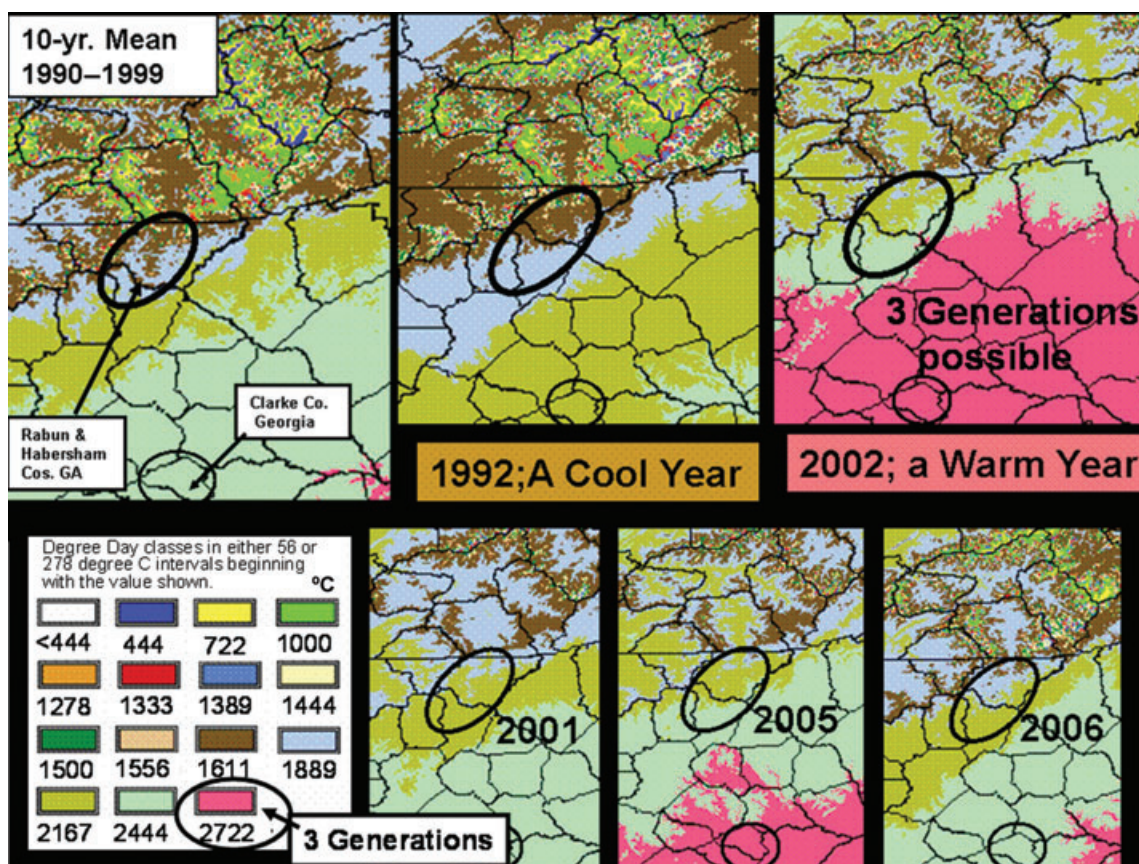 10-yr. Mean
1990–1999
3 Generations
possible
Clarke Co.
Georgia
Rabun &
Habersham
Cos. GA
1992;A Cool Year
2002; a Warm Year
Degree Day classes in either 56 or
278 degree C intervals beginning
with the value shown.
ºC
<444 444 722 1000
1278 1333 1389 1444
1500 1556 1611 1889
2167 2444 2722
3 Generations
2001
2005
2006